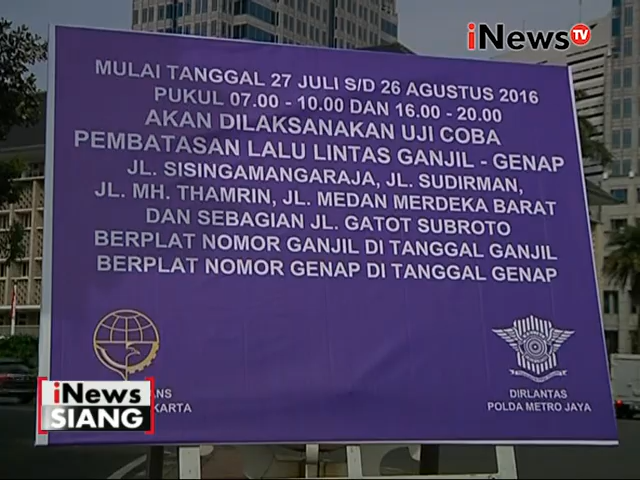 iNews TV
MULAI TANGGAL 27 JULI S/D 26 AGUSTUS 2016
PUKUL 07.00 - 10.00 DAN 16.00 - 20.00
AKAN DILAKSANAKAN UJI COBA
PEMBATASAN LALU LINTAS GANJIL - GENAP
JL. SISINGAMANGARAJA, JL. SUDIRMAN,
JL. MH. THAMRIN, JL. MEDAN MERDEKA BARAT
DAN SEBAGIAN JL. GATOT SUBROTO
BERPLAT NOMOR GANJIL DI TANGGAL GANJIL
BERPLAT NOMOR GENAP DI TANGGAL GENAP
DIRLANTAS
POLDA METRO JAYA
iNews
SIANG